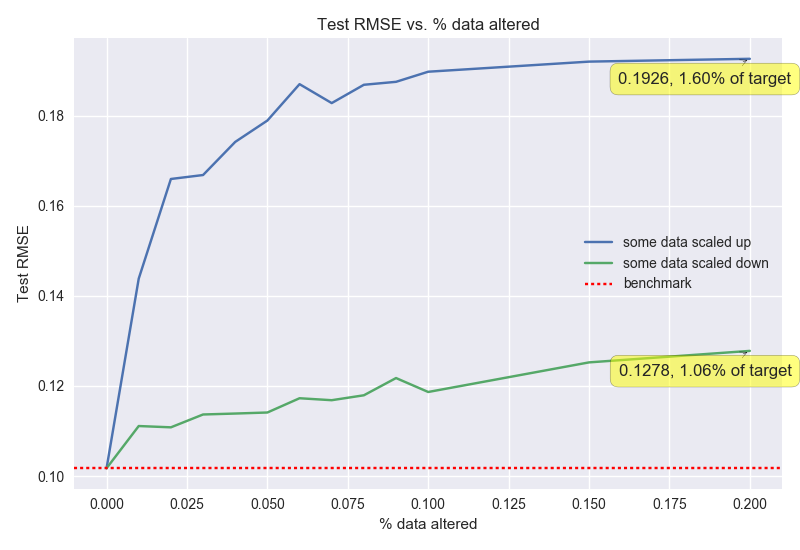 Test RMSE vs. % data altered
0.1926, 1.60% of target
0.18
0.16
0.14
0.12
0.10
Test RMSE
some data scaled up
some data scaled down
benchmark
0.1278, 1.06% of target
0.000 0.025 0.050 0.075 0.100 0.125 0.150 0.175 0.200
% data altered